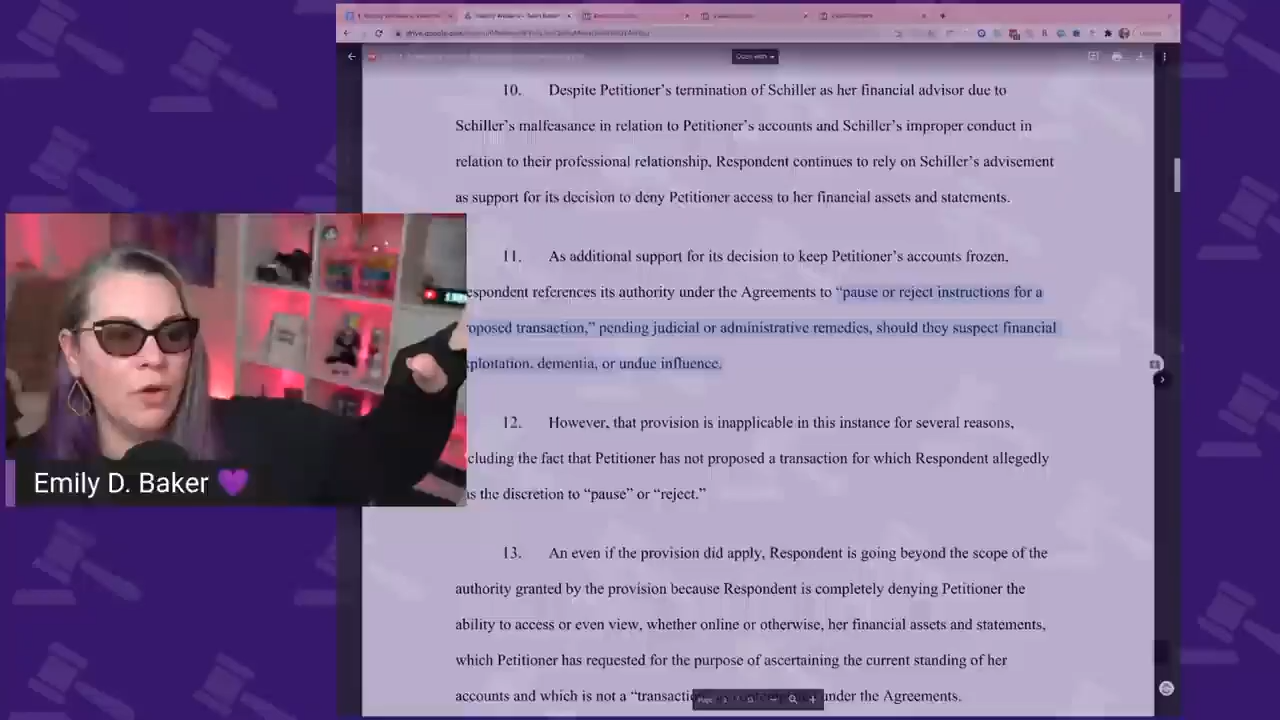 Open with
10. Despite Petitioner's termination of Schiller as her financial advisor due to
Schiller's malfeasance in relation to Petitioner's accounts and Schiller's improper conduct in
relation to their professional relationship, Respondent continues to rely on Schiller's advisement
as support for its decision to deny Petitioner access to her financial assets and statements.
11. As additional support for its decision to keep Petitioner's accounts frozen,
espondent references its authority under the Agreements to “pause or reject instructions for a
roposed transaction,” pending judicial or administrative remedies, should they suspect financial
xploitation, dementia, or undue influence.
12. However, that provision is inapplicable in this instance for several reasons,
cluding the fact that Petitioner has not proposed a transaction for which Respondent allegedly
s the discretion to “pause” or “reject.”
13. An even if the provision did apply, Respondent is going beyond the scope of the
authority granted by the provision because Respondent is completely denying Petitioner the
ability to access or even view, whether online or otherwise, her financial assets and statements,
which Petitioner has requested for the purpose of ascertaining the current standing of her
accounts and which is not a “transactio under the Agreements.
Page
Emily D. Baker